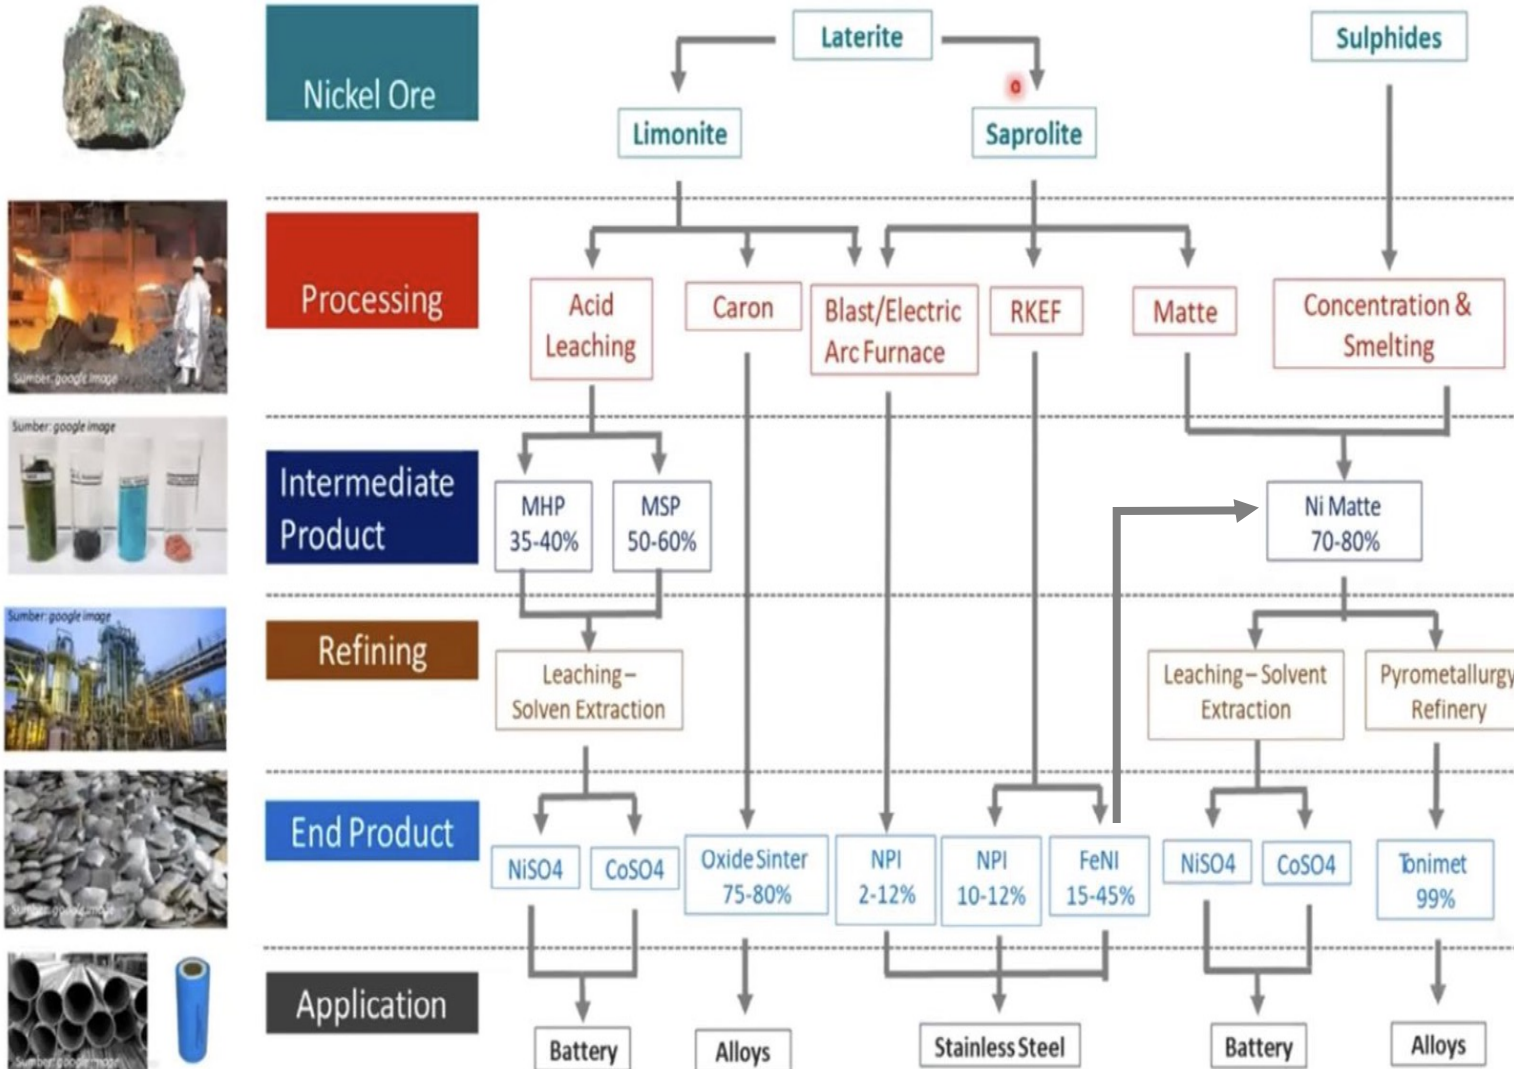 Laterite
Sulphides
Nickel Ore
Limonite
Saprolite
Processing
Acid
Leaching
Caron
Blast/Electric
Arc Furnace
RKEF
Matte
Concentration &
Smelting
Sumber: google image
Sumber: google image
Intermediate
Product
MHP
35-40%
MSP
50-60%
Ni Matte
70-80%
Sumber: google image
Refining
Leaching –
Solven Extraction
Leaching – Solvent
Extraction
Pyrometallurgy
Refinery
End Product
NiSO4
CoSO4
Oxide Sinter
75-80%
NPI
2-12%
NPI
10-12%
FeNI
15-45%
NiSO4
CoSO4
Tonimet
99%
Sumber: google image
Application
Battery
Alloys
Stainless Steel
Battery
Alloys
Sumber: google image